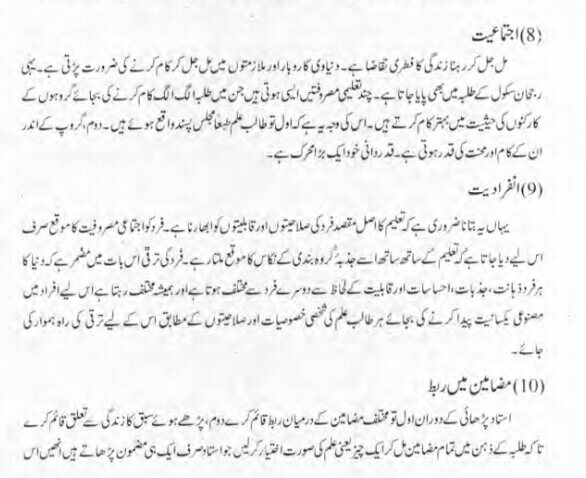 (8) اجتماعیت
مل جل کر رہنا زندگی کا فطری تقاضا ہے۔ دنیاوی کاروبار اور ملازمتوں میں مل جل کر کام کرنے کی ضرورت پڑتی ہے۔ یہی
رجحان سکول کے طلبہ میں بھی پایا جاتا ہے۔ چند تعلیمی مصروفیتیں ایسی ہوتی ہیں جن میں طلبہ الگ الگ کام کرنے کی بجائے گروہوں کے
کارکنوں کی حیثیت میں بہتر کام کرتے ہیں۔ اس کی وجہ یہ ہے کہ اول تو طالب علم طبعاً مجلس پسند واقع ہوئے ہیں۔ دوم، گروپ کے اندر
ان کے کام اور محنت کی قدر ہوتی ہے۔ قدر دانی خود ایک بڑا محرک ہے۔
(9) انفرادیت
یہاں یہ بتانا ضروری ہے کہ تعلیم کا اصل مقصد فرد کی صلاحیتوں اور قابلیتوں کو ابھارنا ہے۔ فرد کو اجتماعی مصروفیت کا موقع صرف
اس لیے دیا جاتا ہے کہ تعلیم کے ساتھ ساتھ اسے جذبہ گروہ بندی کے نکاس کا موقع ملتا رہے۔ فرد کی ترقی اس بات میں مضمر ہے کہ دنیا کا
ہر فرد ذہانت، جذبات، احساسات اور قابلیت کے لحاظ سے دوسرے فرد سے مختلف ہوتا ہے اور ہمیشہ مختلف رہتا ہے اس لیے افراد میں
مصنوعی یکسانیت پیدا کرنے کی بجائے ہر طالب علم کی شخصی خصوصیات اور صلاحیتوں کے مطابق اس کے لیے ترقی کی راہ ہموار کی
جائے۔
(10) مضامین میں ربط
استاد پڑھائی کے دوران اول تو مختلف مضامین کے درمیان ربط قائم کرے دوم، پڑھے ہوئے سبق کا زندگی سے تعلق قائم کرے
تاکہ طلبہ کے ذہن میں تمام مضامین مل کر ایک چیز یعنی علم کی صورت اختیار کر لیں جو استاد صرف ایک ہی مضمون پڑھاتے ہیں انھیں اس